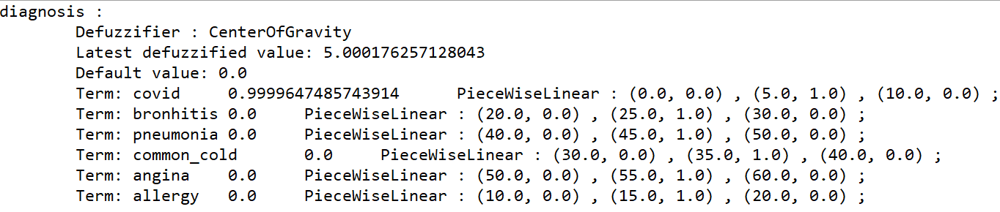 diagnosis :
Defuzzifier : CenterOfGravity
Latest defuzzified value: 5.000176257128043
Default value: 0.0
Term: covid 0.9999647485743914 PieceWiseLinear : (0.0, 0.0) , (5.0, 1.0) , (10.0, 0.0) ;
Term: bronhitis 0.0 PieceWiseLinear : (20.0, 0.0) , (25.0, 1.0) , (30.0, 0.0) ;
Term: pneumonia 0.0 PieceWiseLinear : (40.0, 0.0) , (45.0, 1.0) , (50.0, 0.0) ;
Term: common_cold 0.0 PieceWiseLinear : (30.0, 0.0) , (35.0, 1.0) , (40.0, 0.0) ;
Term: angina 0.0 PieceWiseLinear : (50.0, 0.0) , (55.0, 1.0) , (60.0, 0.0) ;
Term: allergy 0.0 PieceWiseLinear : (10.0, 0.0) , (15.0, 1.0) , (20.0, 0.0) ;